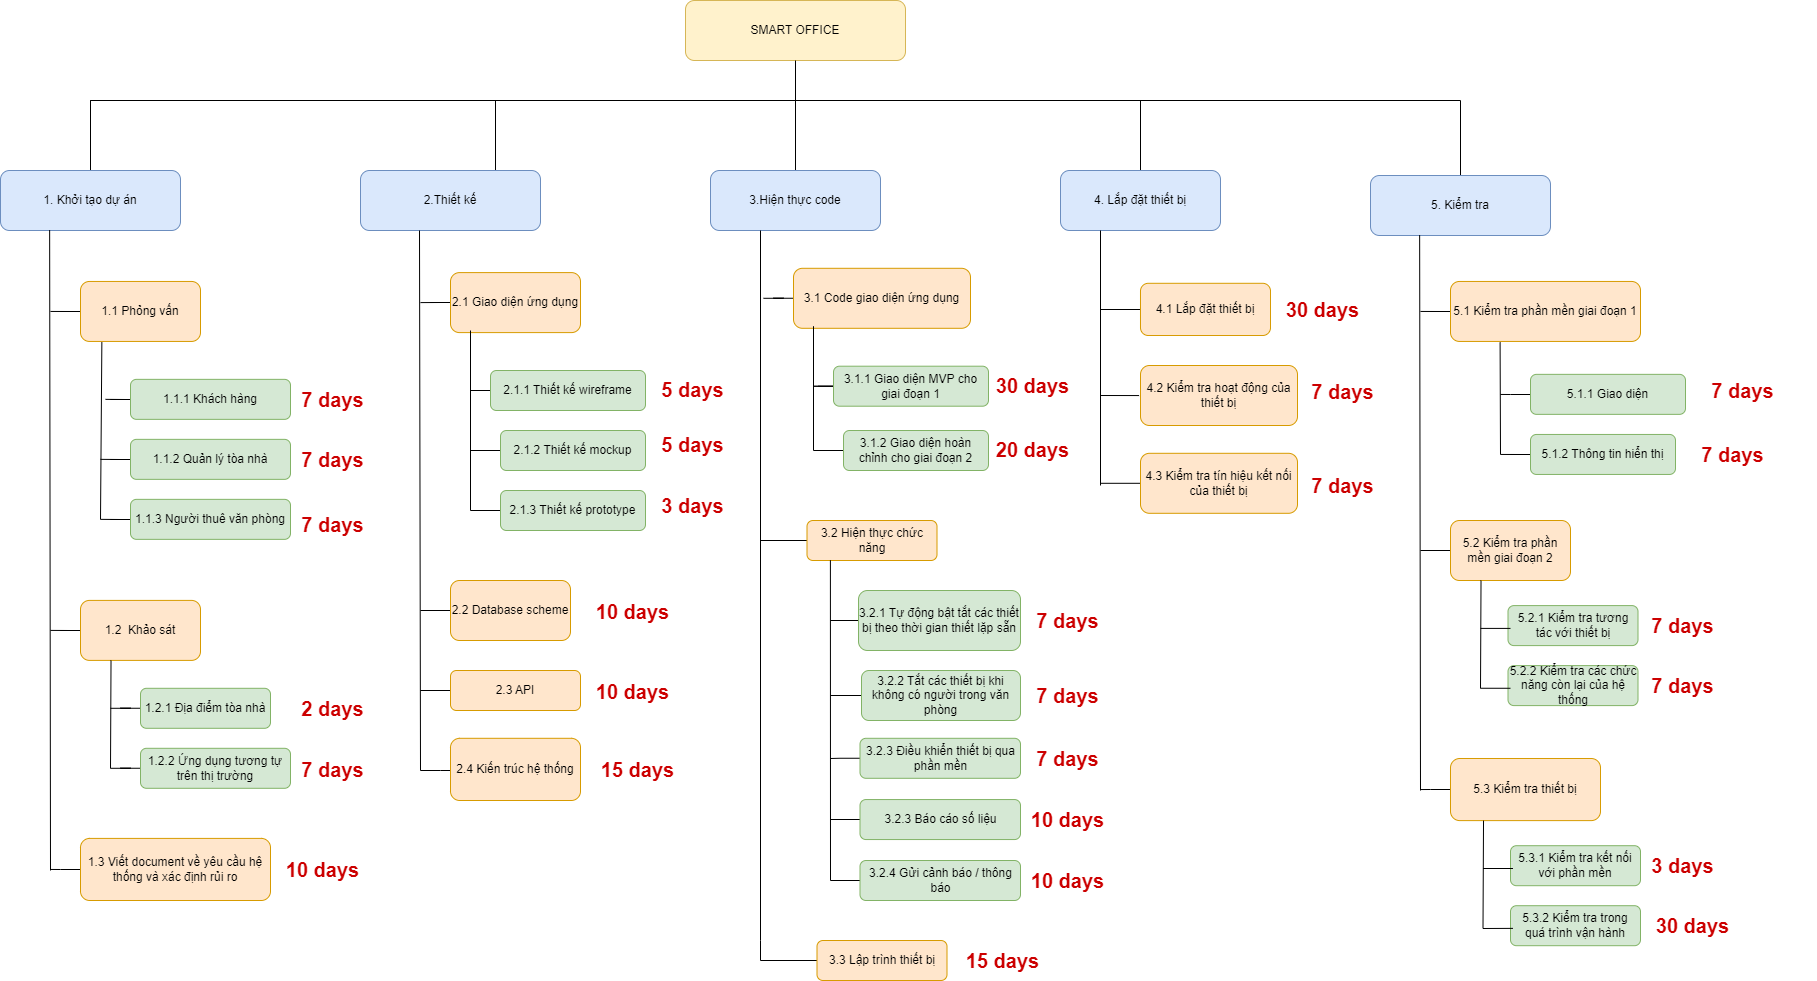 SMART OFFICE
1. Khởi tạo dự án
1.1 Phỏng vấn
1.1.1 Khách hàng
7 days
1.1.2 Quản lý tòa nhà
7 days
1.1.3 Người thuê văn phòng
7 days
1.2 Khảo sát
1.2.1 Địa điểm tòa nhà
2 days
1.2.2 Ứng dụng tương tự
trên thị trường
7 days
1.3 Viết document về yêu cầu hệ
thống và xác định rủi ro
10 days
2.Thiết kế
2.1 Giao diện ứng dụng
2.1.1 Thiết kế wireframe
5 days
2.1.2 Thiết kế mockup
5 days
2.1.3 Thiết kế prototype
3 days
2.2 Database scheme
10 days
2.3 API
10 days
2.4 Kiến trúc hệ thống
15 days
3.Hiện thực code
3.1 Code giao diện ứng dụng
3.1.1 Giao diện MVP cho
giai đoạn 1
30 days
3.1.2 Giao diện hoàn
chỉnh cho giai đoạn 2
20 days
3.2 Hiện thực chức
năng
3.2.1 Tự động bật tắt các thiết
bị theo thời gian thiết lặp sẵn
7 days
3.2.2 Tắt các thiết bị khi
không có người trong văn
phòng
7 days
3.2.3 Điều khiển thiết bị qua
phần mền
7 days
3.2.3 Báo cáo số liệu
10 days
3.2.4 Gửi cảnh báo / thông
báo
10 days
3.3 Lập trình thiết bị
15 days
4. Lắp đặt thiết bị
4.1 Lắp đặt thiết bị
30 days
4.2 Kiểm tra hoạt động của
thiết bị
7 days
4.3 Kiểm tra tín hiệu kết nối
của thiết bị
7 days
5. Kiểm tra
5.1 Kiểm tra phần mền giai đoạn 1
5.1.1 Giao diện
7 days
5.1.2 Thông tin hiển thị
7 days
5.2 Kiểm tra phần
mền giai đoạn 2
5.2.1 Kiểm tra tương
tác với thiết bị
7 days
5.2.2 Kiểm tra các chức
năng còn lại của hệ
thống
7 days
5.3 Kiểm tra thiết bị
5.3.1 Kiểm tra kết nối
với phần mền
3 days
5.3.2 Kiểm tra trong
quá trình vận hành
30 days